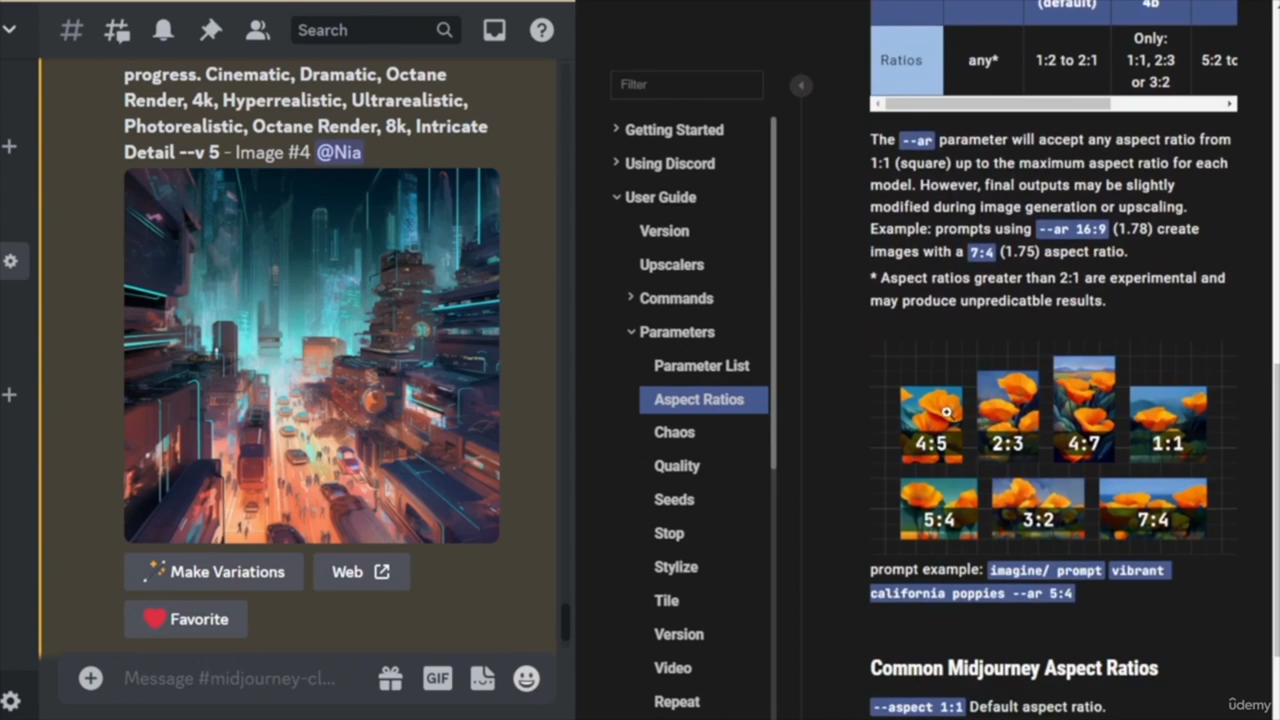 Search
progress. Cinematic, Dramatic, Octane
Render, 4k, Hyperrealistic, Ultrarealistic,
Photorealistic, Octane Render, 8k, Intricate
Detail --v 5 - Image #4 @Nia
Make Variations
Web
Favorite
Message #midjourney-cl...
GIF
Filter
Getting Started
Using Discord
User Guide
Version
Upscalers
Commands
Parameters
Parameter List
Aspect Ratios
Chaos
Quality
Seeds
Stop
Stylize
Tile
Version
Video
Repeat
(default)
4b
Ratios
any*
1:2 to 2:1
Only:
1:1, 2:3
or 3:2
5:2 to
The --ar parameter will accept any aspect ratio from
1:1 (square) up to the maximum aspect ratio for each
model. However, final outputs may be slightly
modified during image generation or upscaling.
Example: prompts using --ar 16:9 (1.78) create
images with a 7:4 (1.75) aspect ratio.
* Aspect ratios greater than 2:1 are experimental and
may produce unpredicatble results.
4:5
2:3
4:7
1:1
5:4
3:2
7:4
prompt example: imagine/ prompt vibrant
california poppies --ar 5:4
Common Midjourney Aspect Ratios
--aspect 1:1 Default aspect ratio.
ûdemy